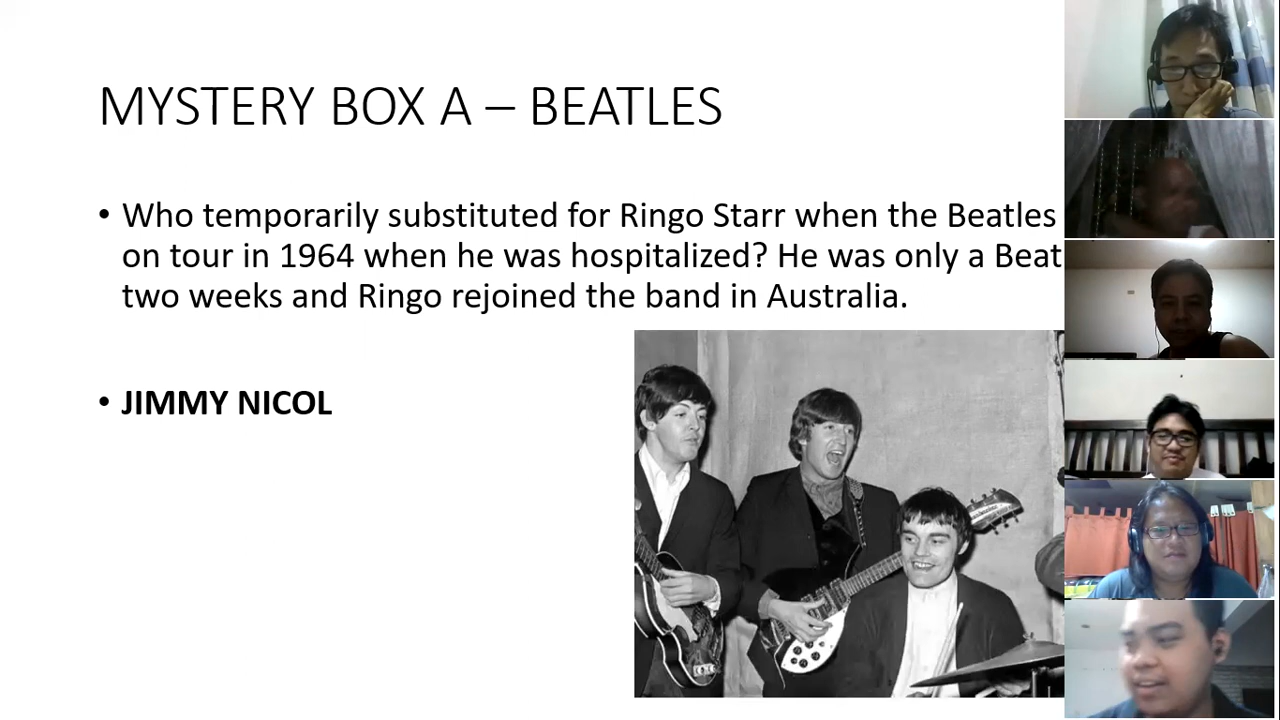 MYSTERY BOX A – BEATLES
• Who temporarily substituted for Ringo Starr when the Beatles
on tour in 1964 when he was hospitalized? He was only a Beat
two weeks and Ringo rejoined the band in Australia.
• JIMMY NICOL